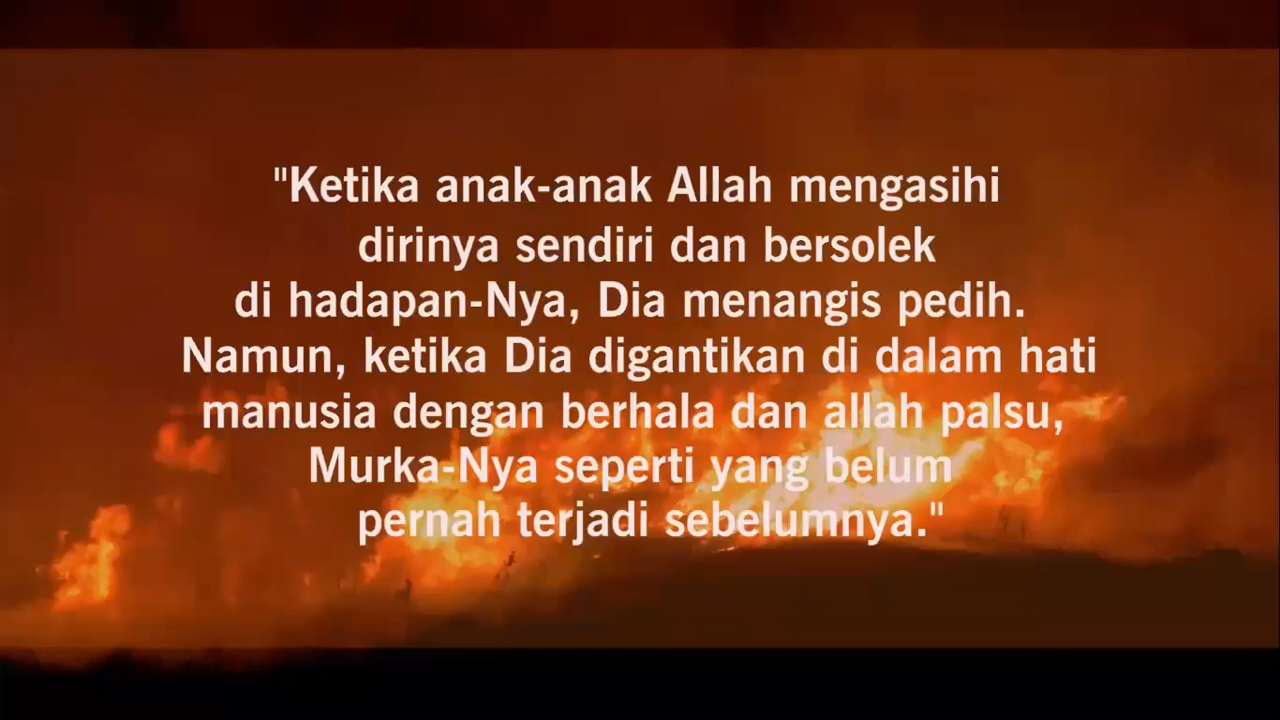 "Ketika anak-anak Allah mengasihi
dirinya sendiri dan bersolek
di hadapan-Nya, Dia menangis pedih.
Namun, ketika Dia digantikan di dalam hati
manusia dengan berhala dan allah palsu,
Murka-Nya seperti yang belum
pernah terjadi sebelumnya."